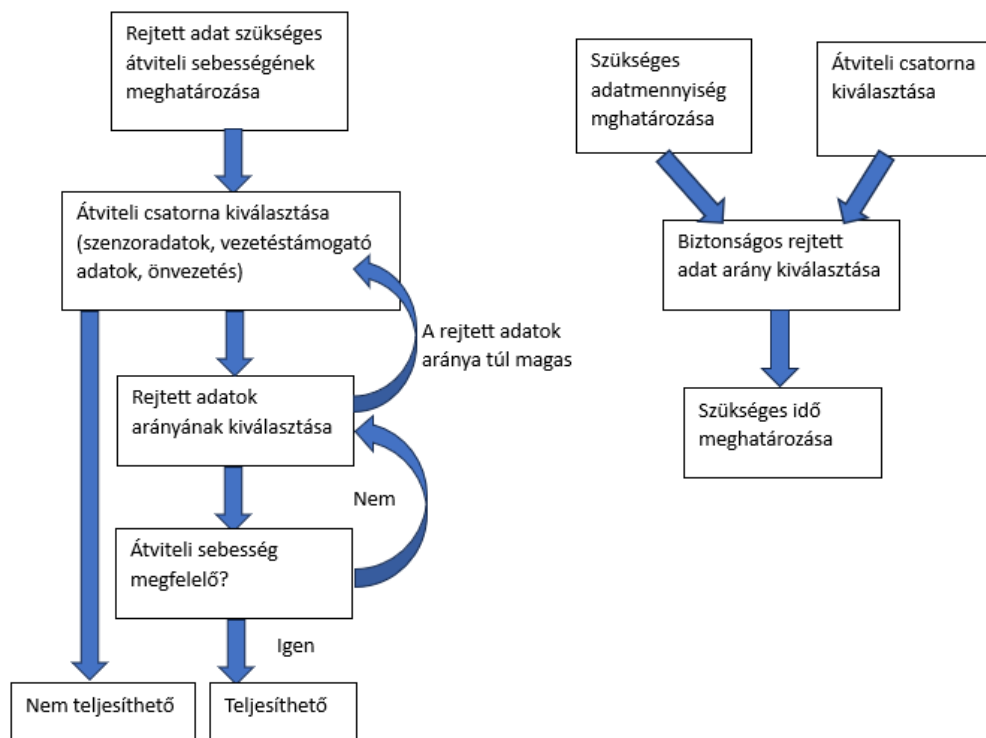 Rejtett adat szükséges
átviteli sebességének
meghatározása
Átviteli csatorna kiválasztása
(szenzoradatok, vezetéstámogató
adatok, önvezetés)
A rejtett adatok
aránya túl magas
Rejtett adatok
arányának kiválasztása
Nem
Átviteli sebesség
megfelelő?
Igen
Nem teljesíthető
Teljesíthető
Szükséges
adatmennyiség
mghatározása
Átviteli csatorna
kiválasztása
Biztonságos rejtett
adat arány kiválasztása
Szükséges idő
meghatározása